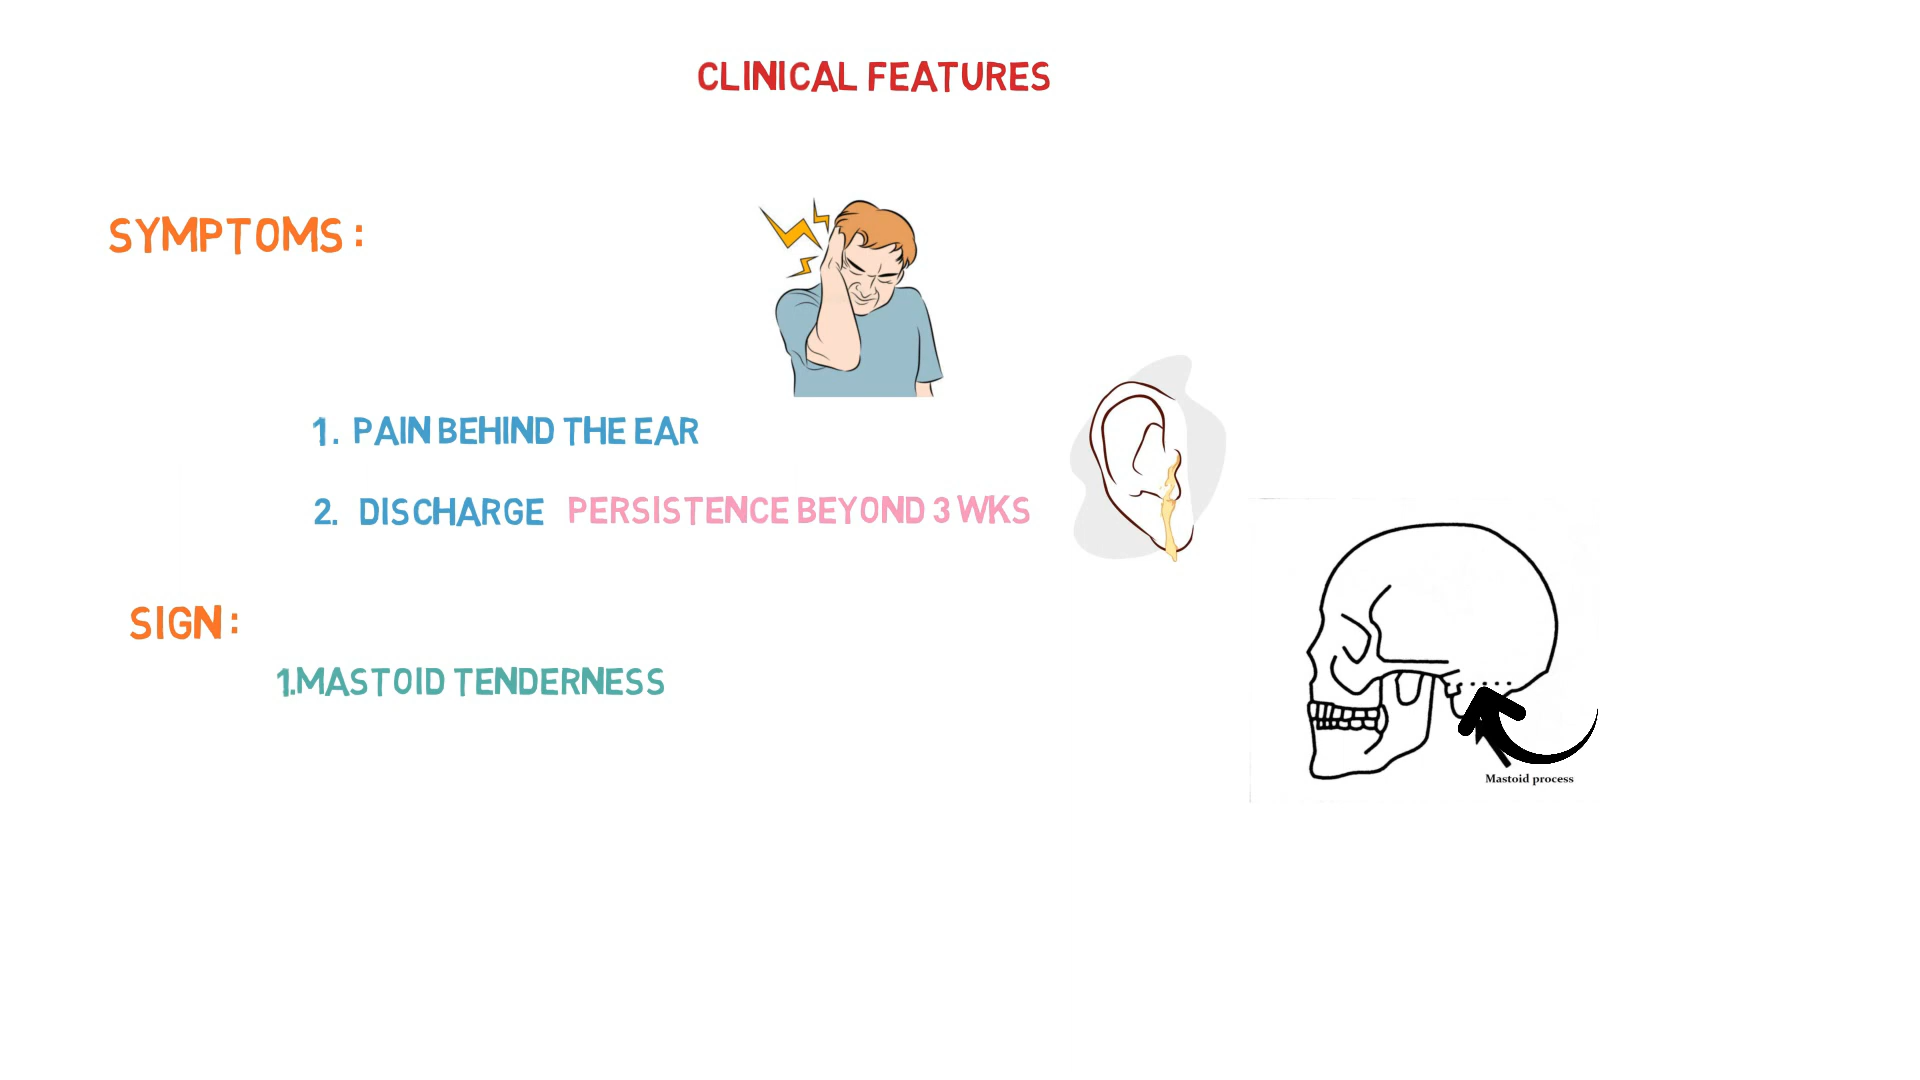 CLINICAL FEATURES
SYMPTOMS :
1. PAIN BEHIND THE EAR
2. DISCHARGE PERSISTENCE BEYOND 3 WKS
SIGN :
1.MASTOID TENDERNESS
Mastoid process